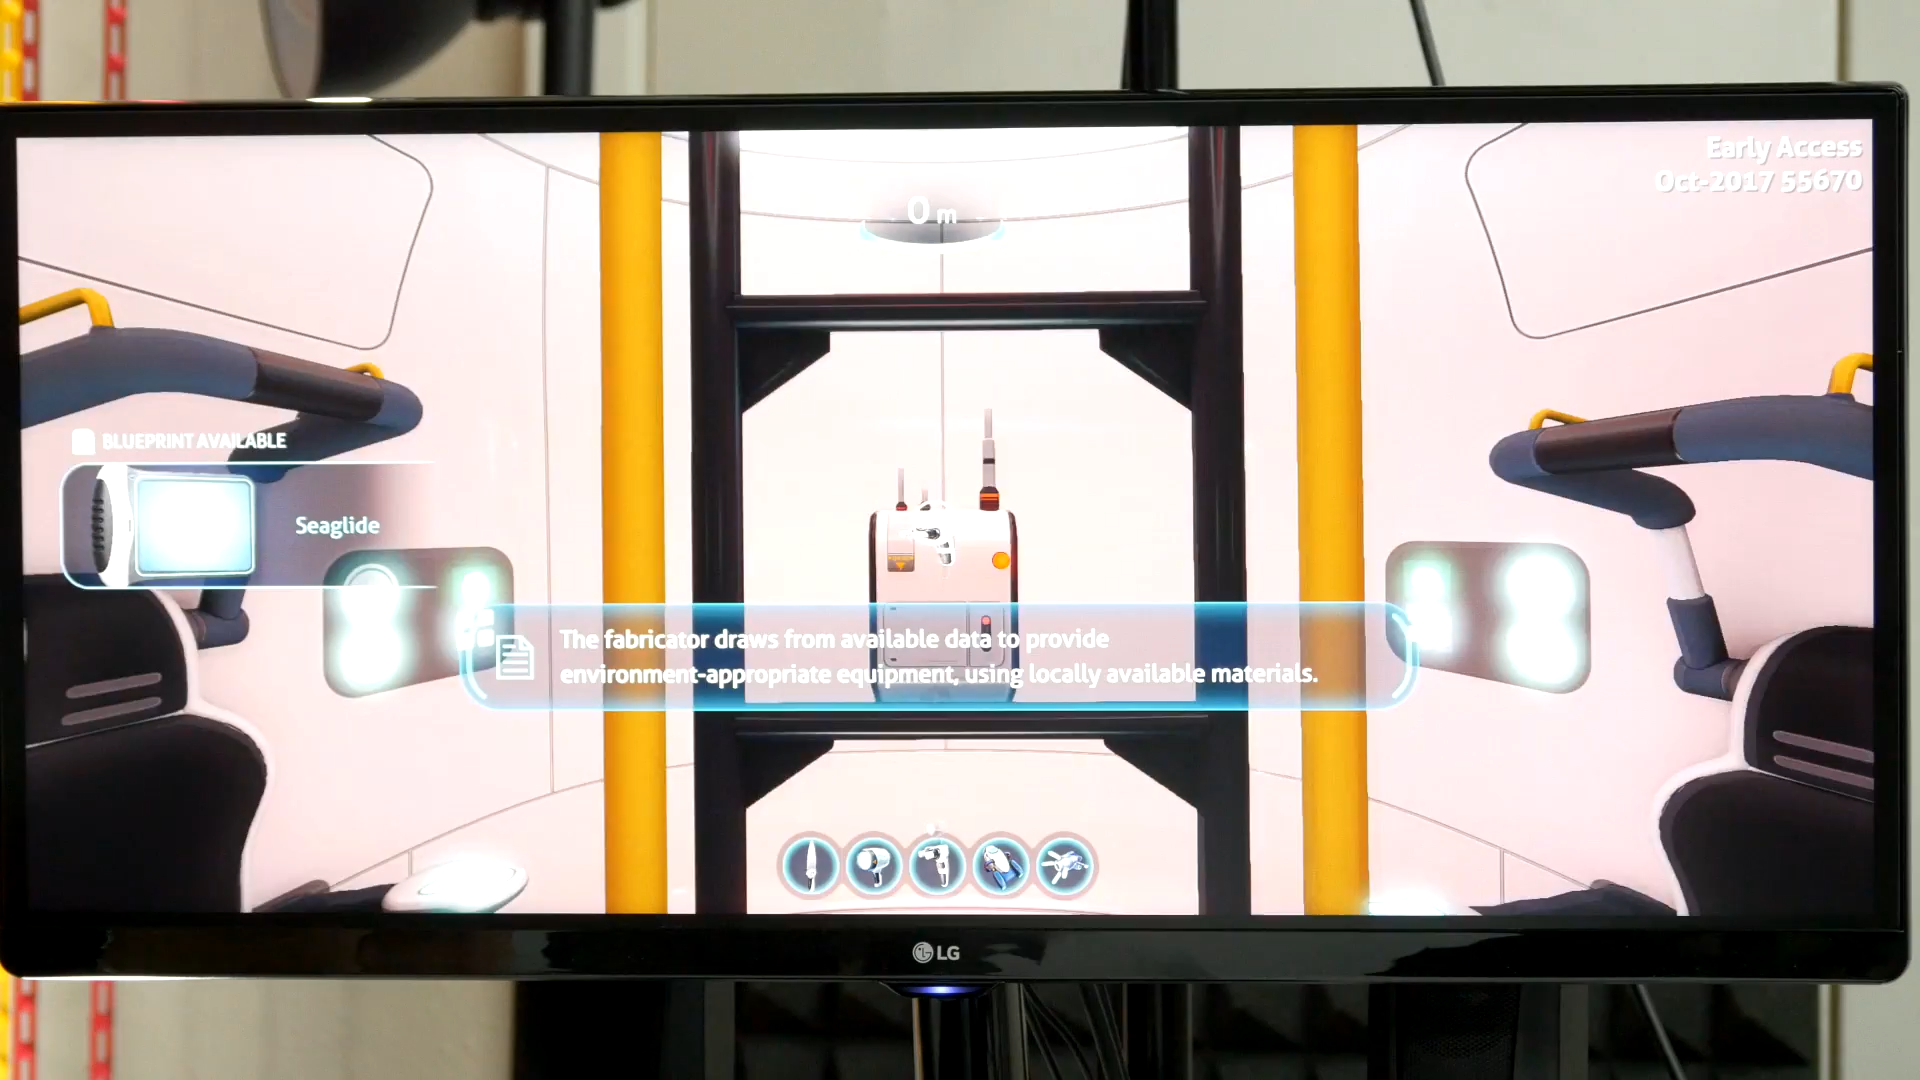 Early Access
Oct-2017 55670
0 m
BLUEPRINT AVAILABLE
Seaglide
The fabricator draws from available data to provide
environment-appropriate equipment, using locally available materials.
LG